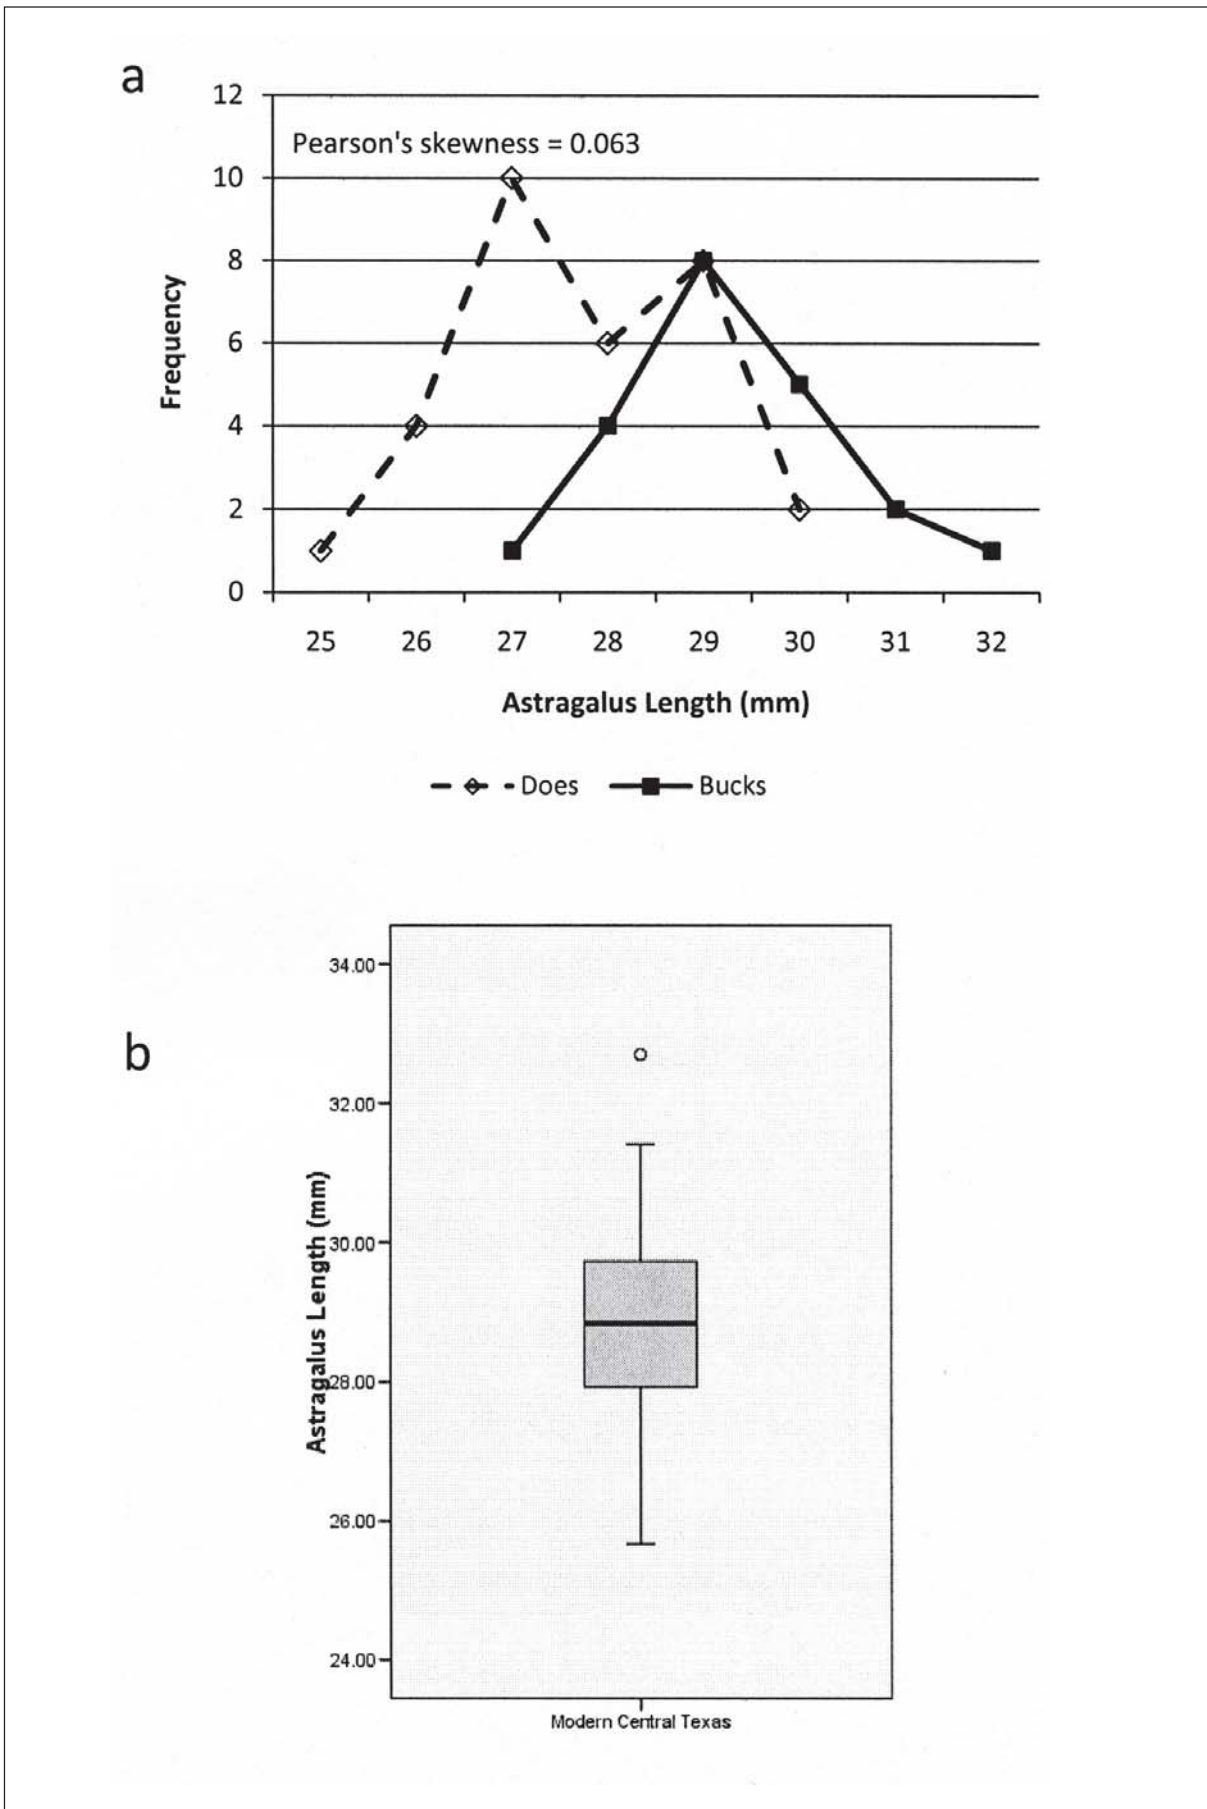 a
12
Pearson's skewness = 0.063
10
8
6
4
2
0
Frequency
25 26 27 28 29 30 31 32
Astragalus Length (mm)
Does Bucks
b
34.00
32.00
30.00
28.00
26.00
24.00
Astragalus Length (mm)
Modern Central Texas